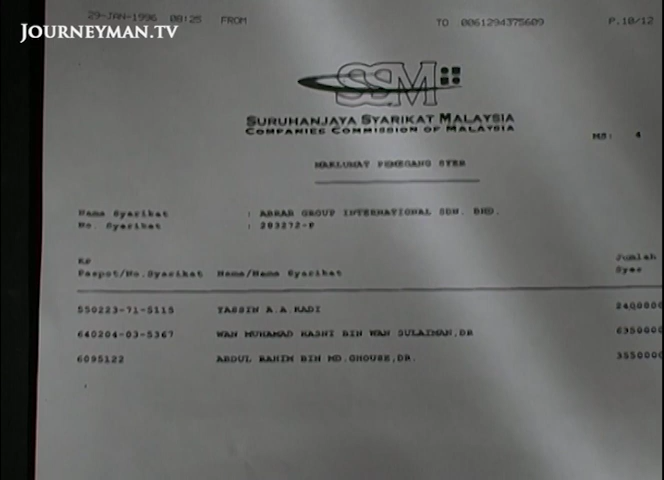 29-JAN-1996 08:25 FROM TO 0061294375609 P.10/12
JOURNEYMAN.TV
SSM
SURUHANJAYA SYARIKAT MALAYSIA
COMPANIES COMMISSION OF MALAYSIA
MS: 4
MAKLUMAT PEMEGANG SYER
Nama Syarikat : ABRAR GROUP INTERNATIONAL SDN. BHD.
No. Syarikat : 283272-P
KP Jumlah
Paspot/No.Syarikat Nama/Nama Syarikat Syer
550223-71-5115 YASSIN A.A.KADI
640204-03-5367 WAN MUHAMAD HASNI BIN WAN SULAIMAN,DR
6095122 ABDUL RAHIM BIN MD.GHOUSE,DR.